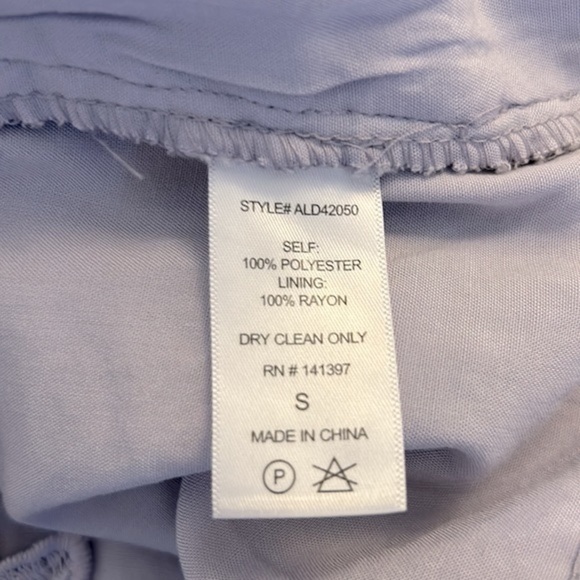 STYLE# ALD42050
SELF:
100% POLYESTER
LINING:
100% RAYON
DRY CLEAN ONLY
RN # 141397
S
MADE IN CHINA
P